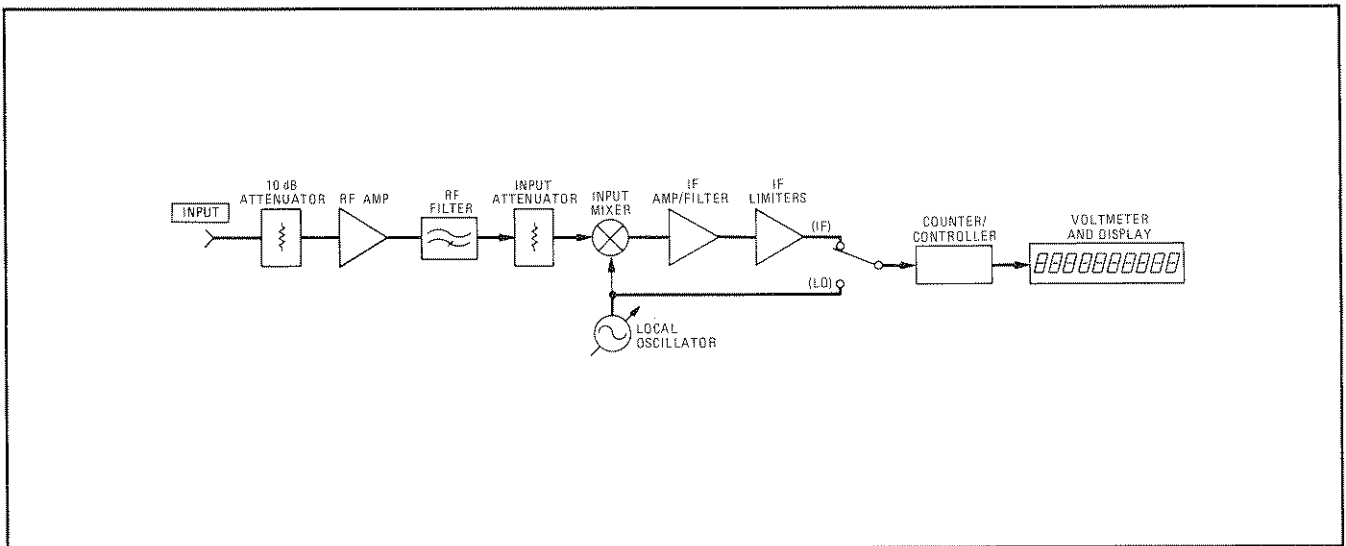 INPUT
10 dB
ATTENUATOR
RF AMP
RF
FILTER
INPUT
ATTENUATOR
INPUT
MIXER
IF
AMP/FILTER
IF
LIMITERS
(IF)
(LO)
LOCAL
OSCILLATOR
COUNTER/
CONTROLLER
VOLTMETER
AND DISPLAY
8888888888